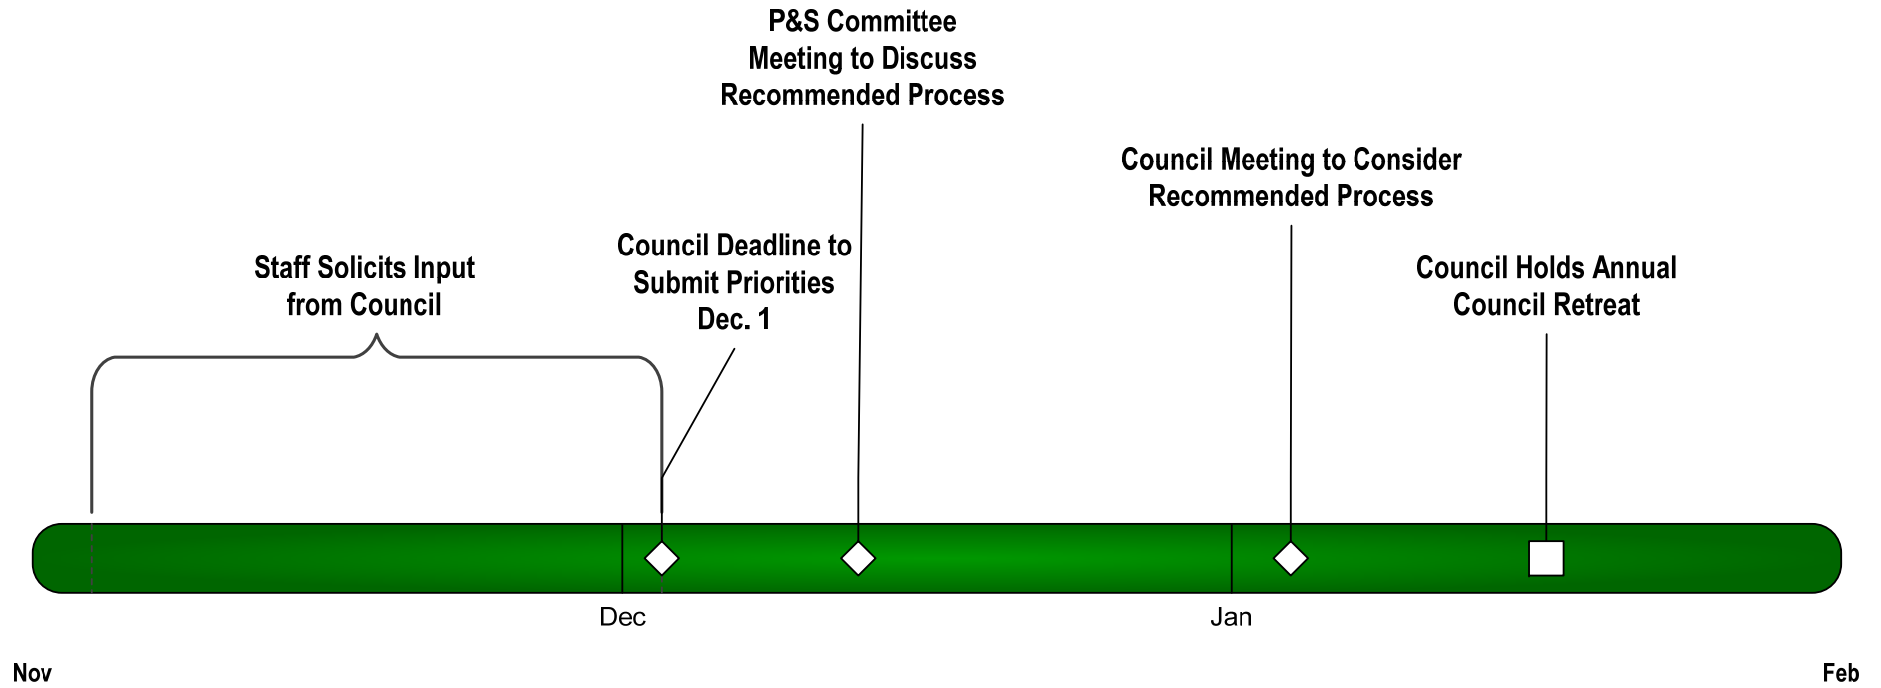 P&S Committee
Meeting to Discuss
Recommended Process
Council Meeting to Consider
Recommended Process
Council Deadline to
Submit Priorities
Dec. 1
Staff Solicits Input
from Council
Council Holds Annual
Council Retreat
Dec
Jan
Nov
Feb